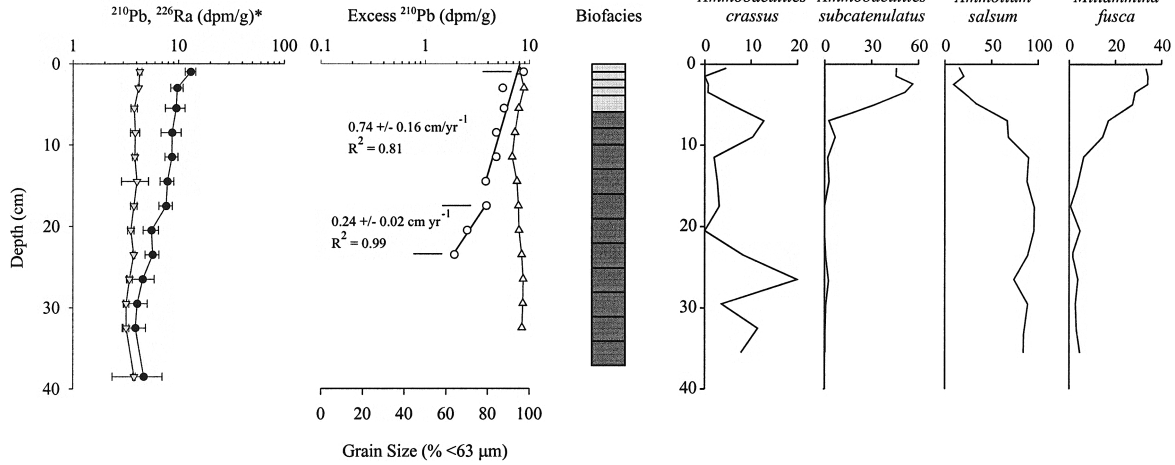 ²¹⁰Pb, ²²⁶Ra (dpm/g)*
Excess ²¹⁰Pb (dpm/g)
Biofacies
crassus
subcatenulatus
salsum
fusca
1 10 100
0.1 1 10
0 10 20
0 30 60
0 50 100
0 20 40
0
10
20
30
40
Depth (cm)
0.74 +/- 0.16 cm/yr⁻¹
R² = 0.81
0.24 +/- 0.02 cm yr⁻¹
R² = 0.99
0 20 40 60 80 100
Grain Size (% <63 μm)
0
10
20
30
40